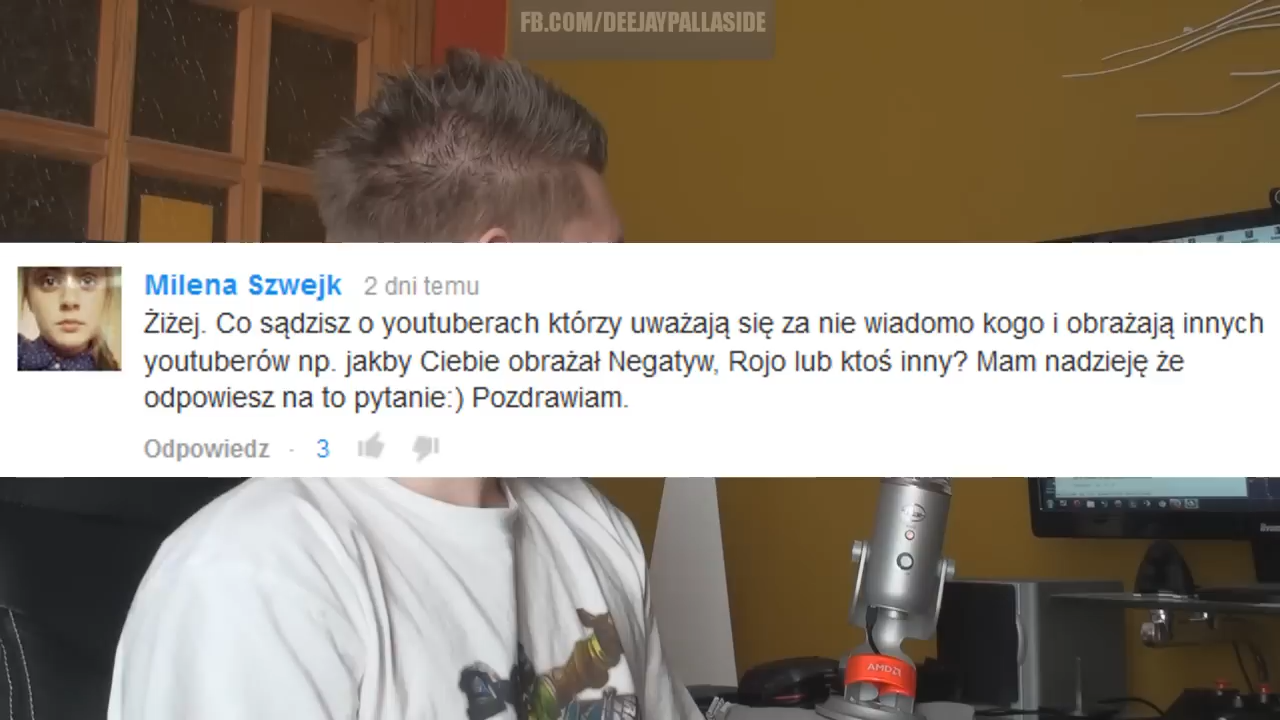 FB.COM/DEEJAYPALLASIDE
Milena Szwejk 2 dni temu
Żiżej. Co sądzisz o youtuberach którzy uważają się za nie wiadomo kogo i obrażają innych
youtuberów np. jakby Ciebie obrażał Negatyw, Rojo lub ktoś inny? Mam nadzieję że
odpowiesz na to pytanie:) Pozdrawiam.
Odpowiedz · 3
AMD